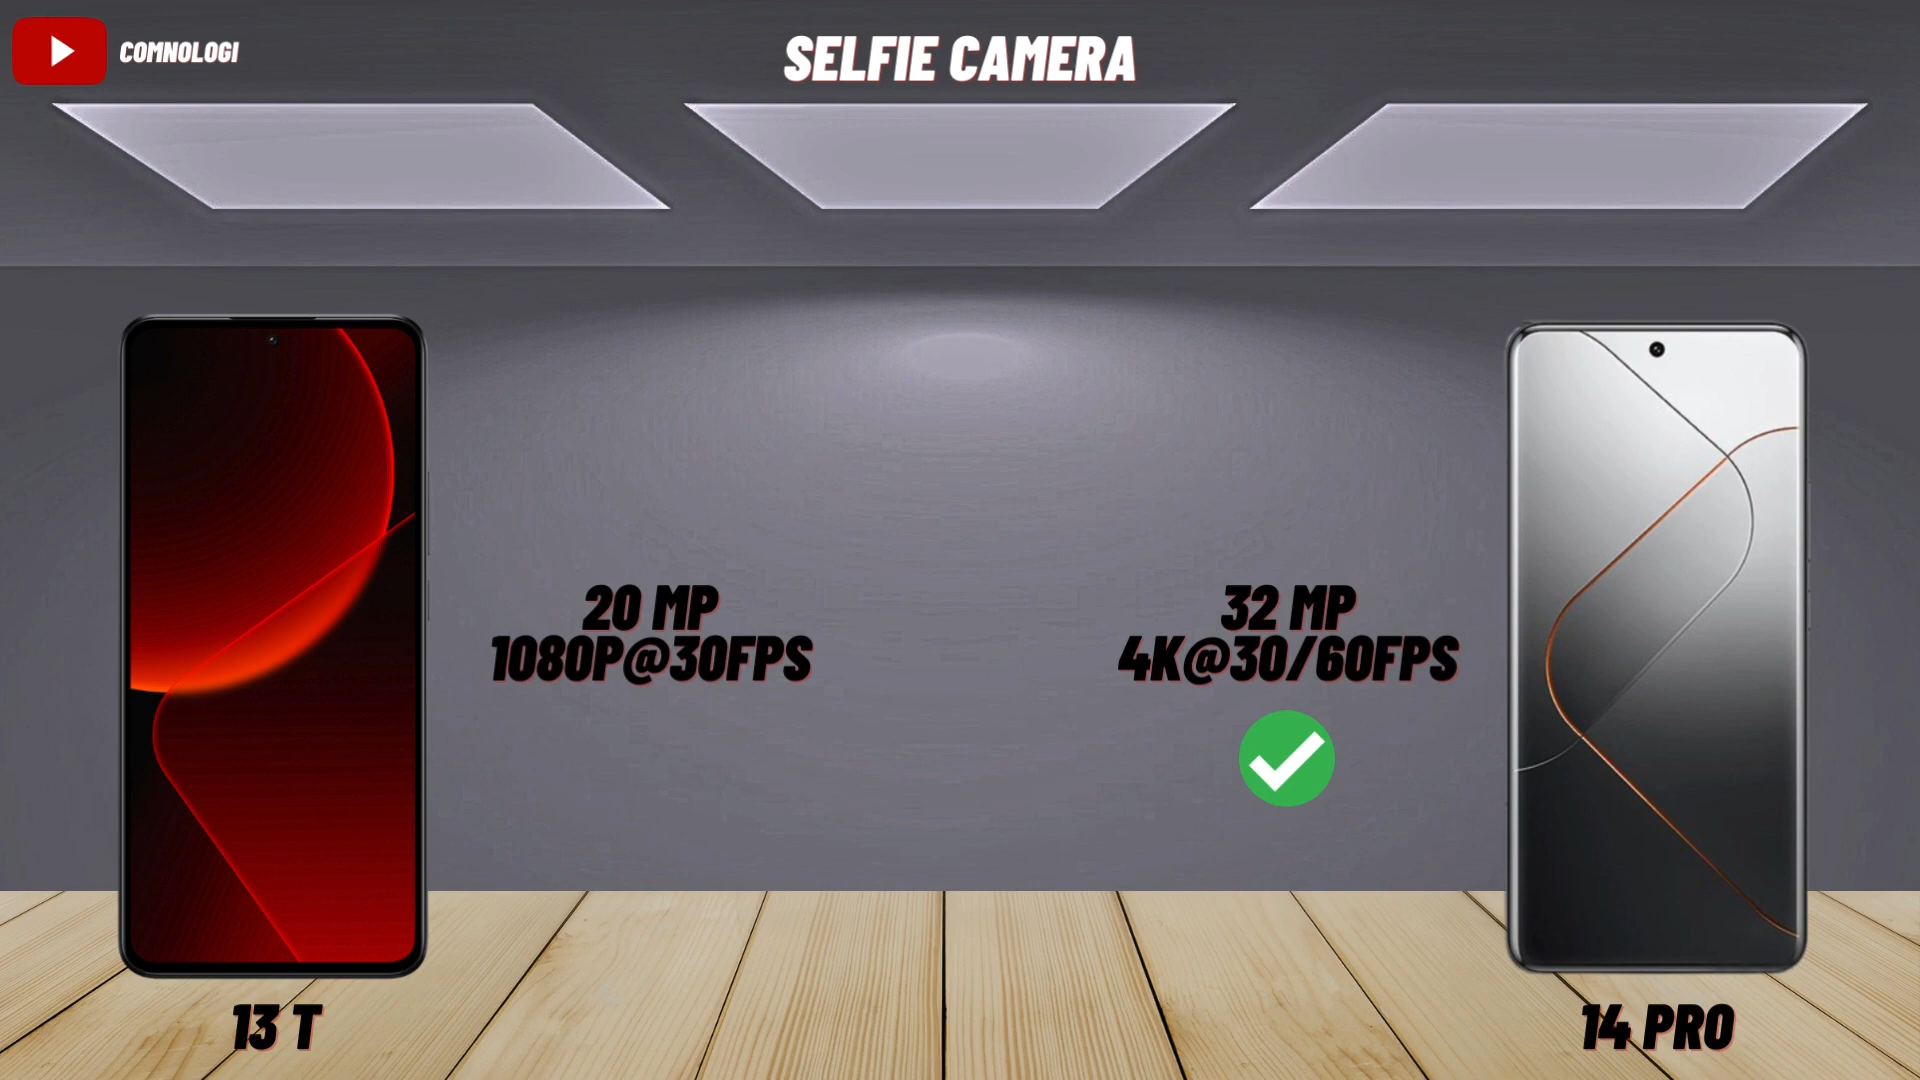 COMNOLOGI
SELFIE CAMERA
20 MP
1080P@30FPS
32 MP
4K@30/60FPS
13 T
14 PRO